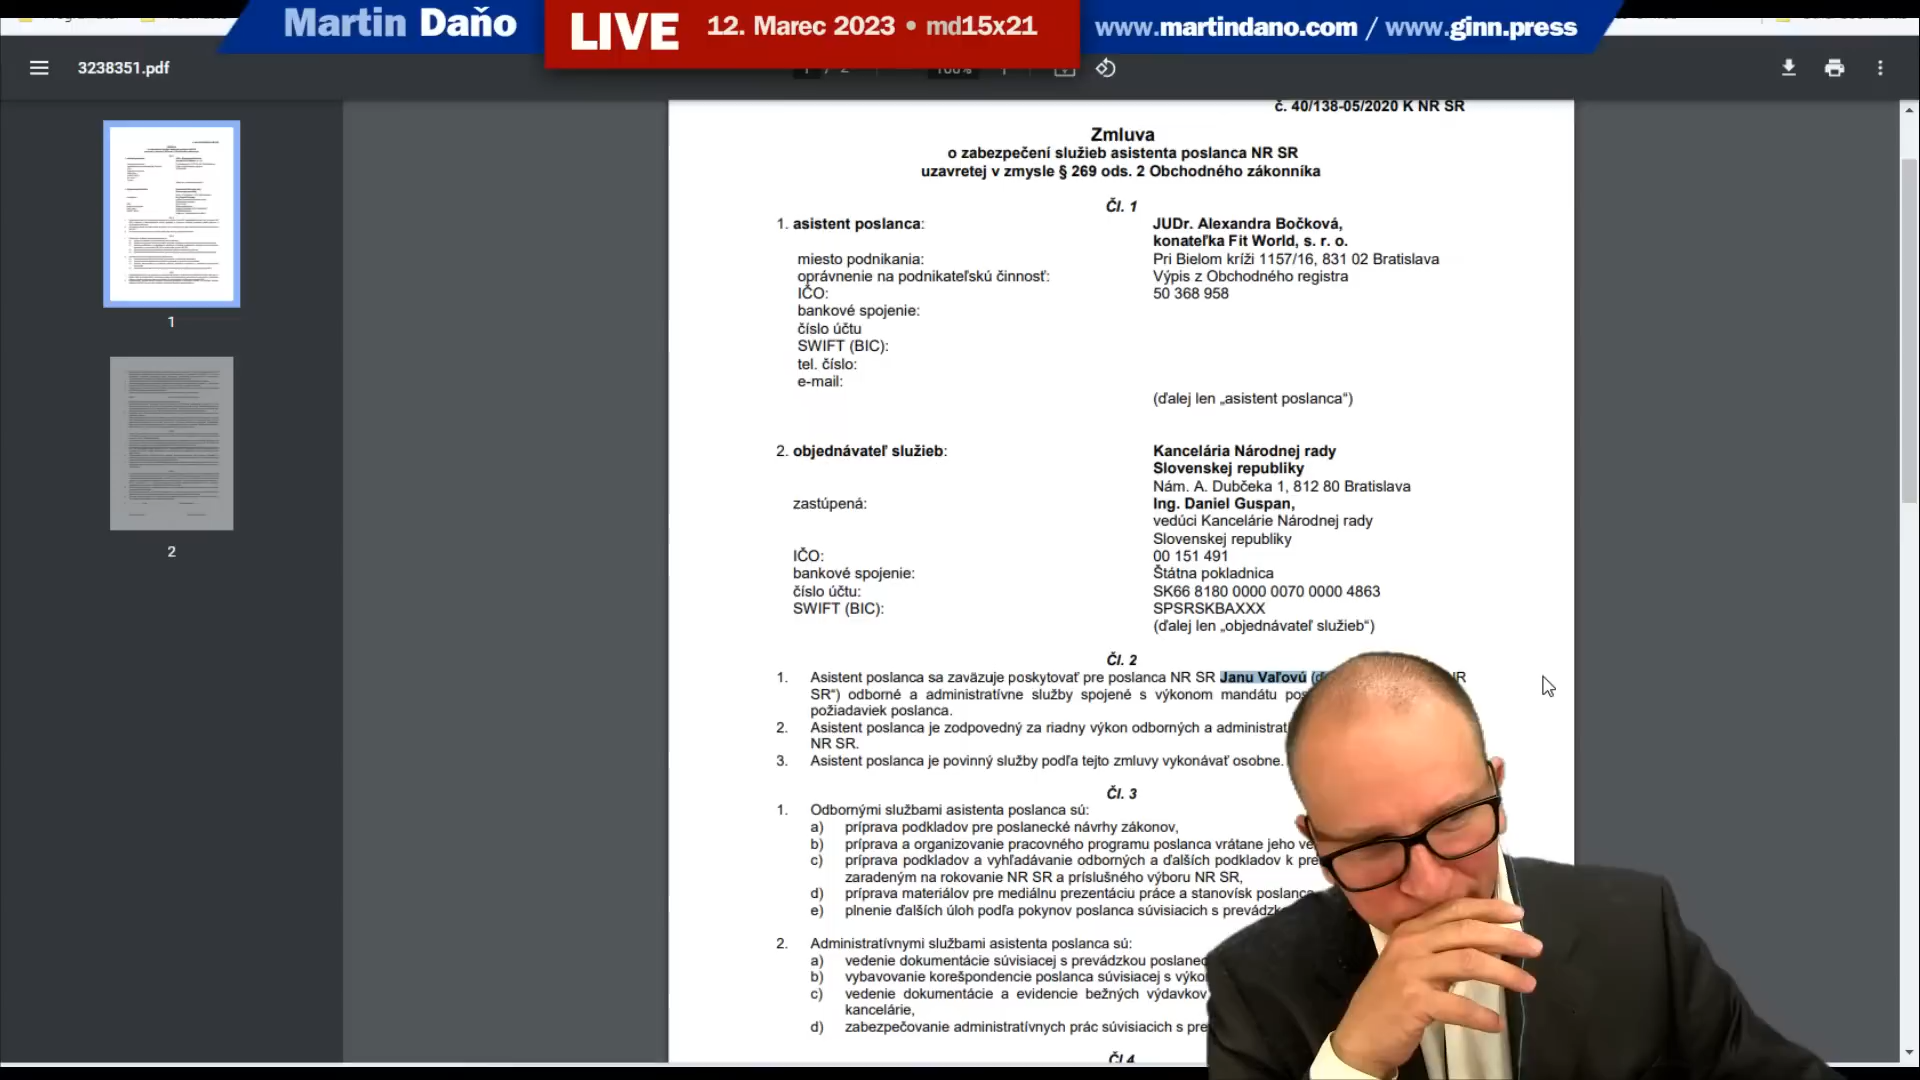 Martin Daňo
LIVE
12. Marec 2023 • md15x21
www.martindano.com / www.ginn.press
3238351.pdf
100%
1
2
č. 40/138-05/2020 K NR SR
Zmluva
o zabezpečení služieb asistenta poslanca NR SR
uzavretej v zmysle § 269 ods. 2 Obchodného zákonníka
Čl. 1
1. asistent poslanca: JUDr. Alexandra Bočková,
konateľka Fit World, s. r. o.
miesto podnikania: Pri Bielom kríži 1157/16, 831 02 Bratislava
oprávnenie na podnikateľskú činnosť: Výpis z Obchodného registra
IČO: 50 368 958
bankové spojenie:
číslo účtu
SWIFT (BIC):
tel. číslo:
e-mail:
(ďalej len „asistent poslanca“)
2. objednávateľ služieb: Kancelária Národnej rady
Slovenskej republiky
Nám. A. Dubčeka 1, 812 80 Bratislava
zastúpená: Ing. Daniel Guspan,
vedúci Kancelárie Národnej rady
Slovenskej republiky
IČO: 00 151 491
bankové spojenie: Štátna pokladnica
číslo účtu: SK66 8180 0000 0070 0000 4863
SWIFT (BIC): SPSRSKBAXXX
(ďalej len „objednávateľ služieb“)
Čl. 2
1. Asistent poslanca sa zaväzuje poskytovať pre poslanca NR SR Janu Vaľovú
SR“) odborné a administratívne služby spojené s výkonom mandátu
požiadaviek poslanca.
2. Asistent poslanca je zodpovedný za riadny výkon odborných a
NR SR.
3. Asistent poslanca je povinný služby podľa tejto zmluvy vykonávať osobne.
Čl. 3
1. Odbornými službami asistenta poslanca sú:
a) príprava podkladov pre poslanecké návrhy zákonov,
b) príprava a organizovanie pracovného programu poslanca vrátane jeho
c) príprava podkladov a vyhľadávanie odborných a ďalších podkladov k
zaradeným na rokovanie NR SR a príslušného výboru NR SR,
d) príprava materiálov pre mediálnu prezentáciu práce a stanovísk poslanca
e) plnenie ďalších úloh podľa pokynov poslanca súvisiacich s
2. Administratívnymi službami asistenta poslanca sú:
a) vedenie dokumentácie súvisiacej s prevádzkou
b) vybavovanie korešpondencie poslanca súvisiacej s
c) vedenie dokumentácie a evidencie bežných výdavkov
kancelárie,
d) zabezpečovanie administratívnych prác súvisiacich s
Čl.4